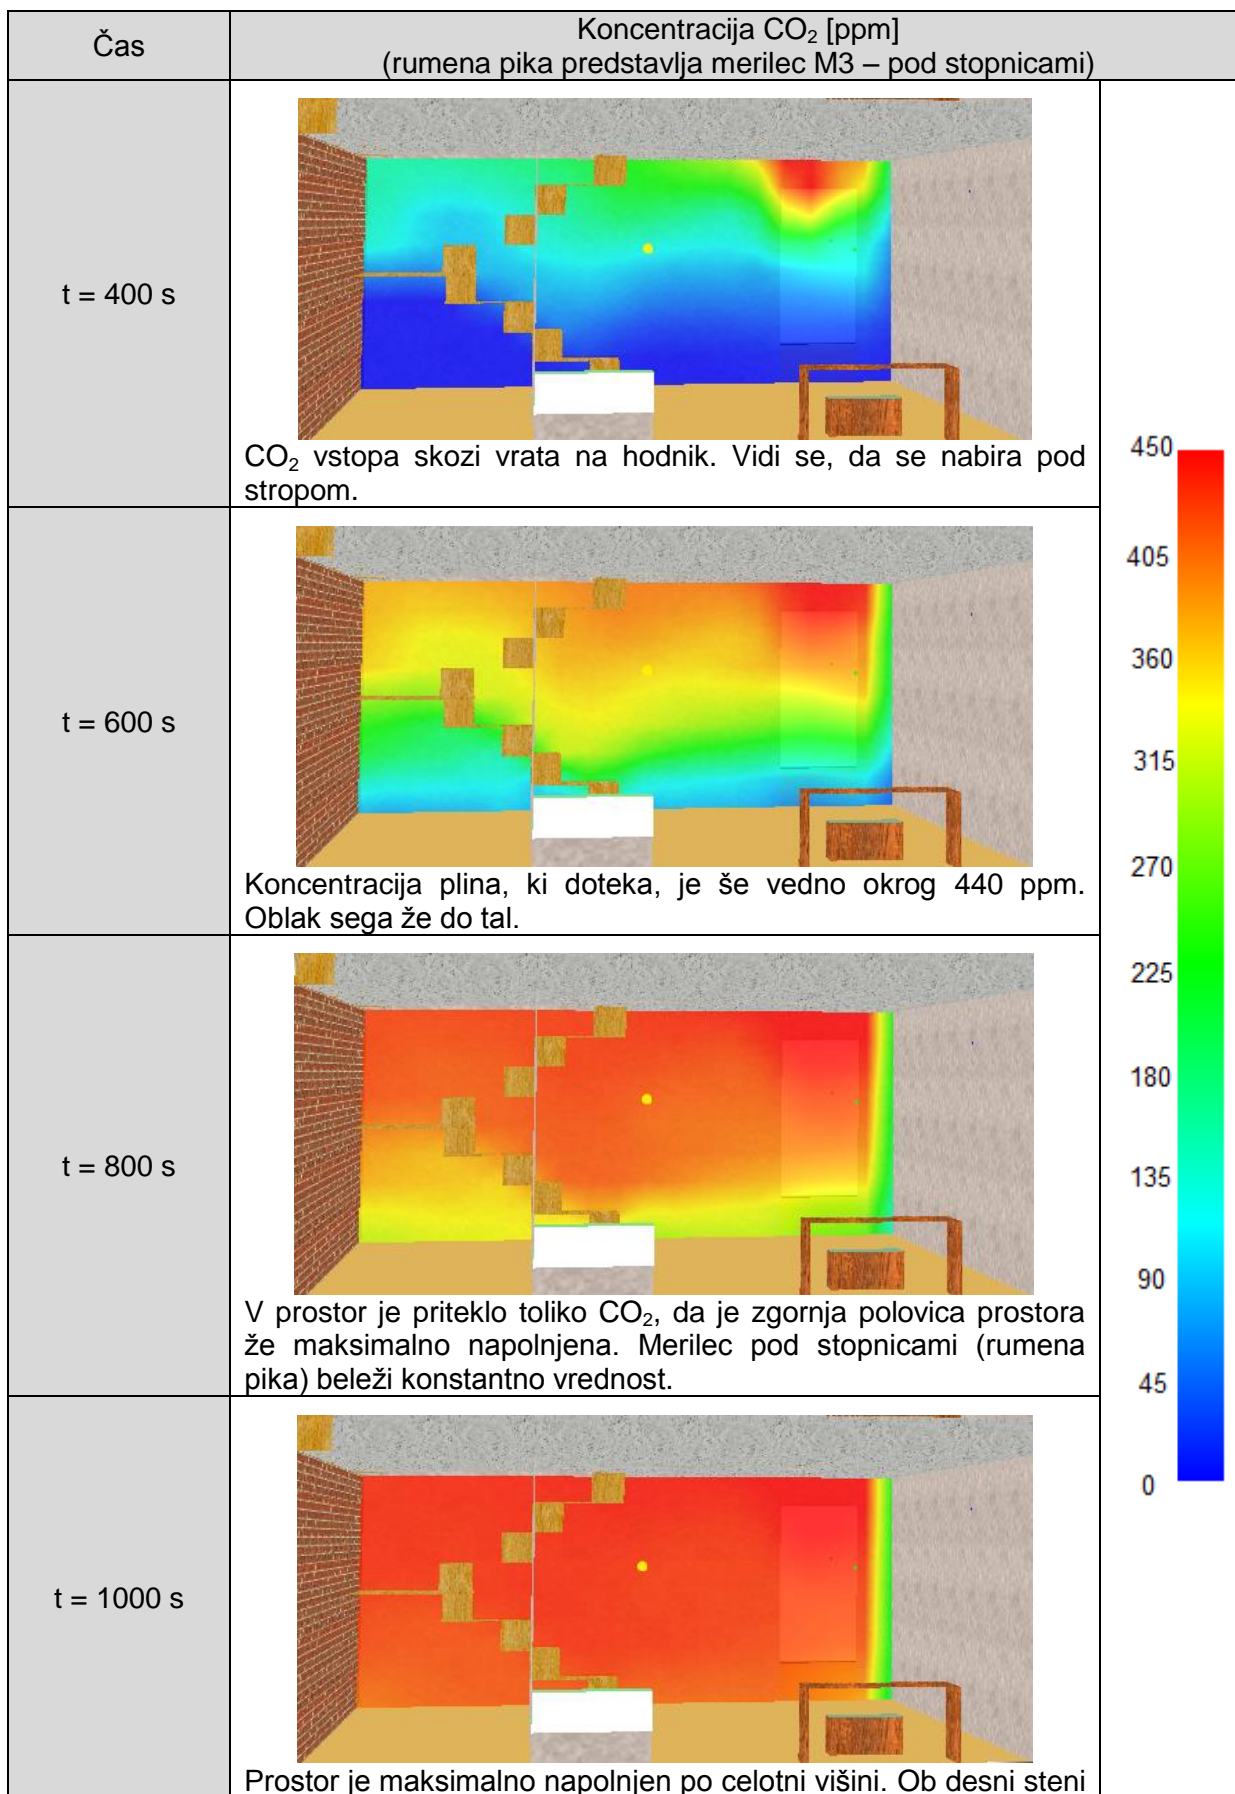 Čas
Koncentracija CO₂ [ppm]
(rumena pika predstavlja merilec M3 – pod stopnicami)
t = 400 s
CO₂ vstopa skozi vrata na hodnik. Vidi se, da se nabira pod
stropom.
t = 600 s
Koncentracija plina, ki doteka, je še vedno okrog 440 ppm.
Oblak sega že do tal.
t = 800 s
V prostor je priteklo toliko CO₂, da je zgornja polovica prostora
že maksimalno napolnjena. Merilec pod stopnicami (rumena
pika) beleži konstantno vrednost.
t = 1000 s
Prostor je maksimalno napolnjen po celotni višini. Ob desni steni
450
405
360
315
270
225
180
135
90
45
0